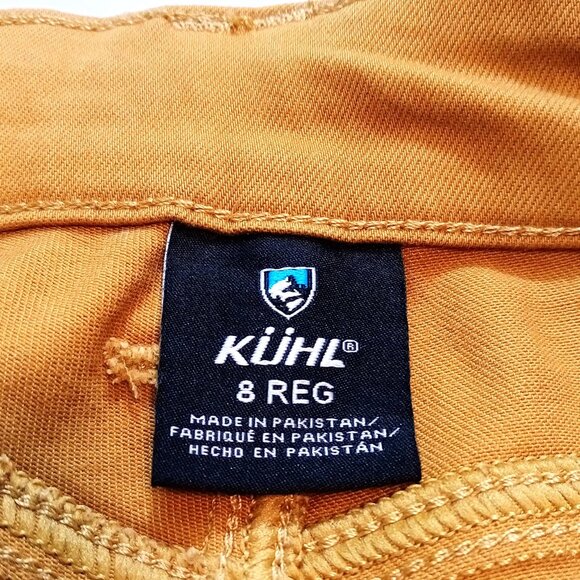 KÜHL®
8 REG
MADE IN PAKISTAN/
FABRIQUÉ EN PAKISTAN/
HECHO EN PAKISTÁN